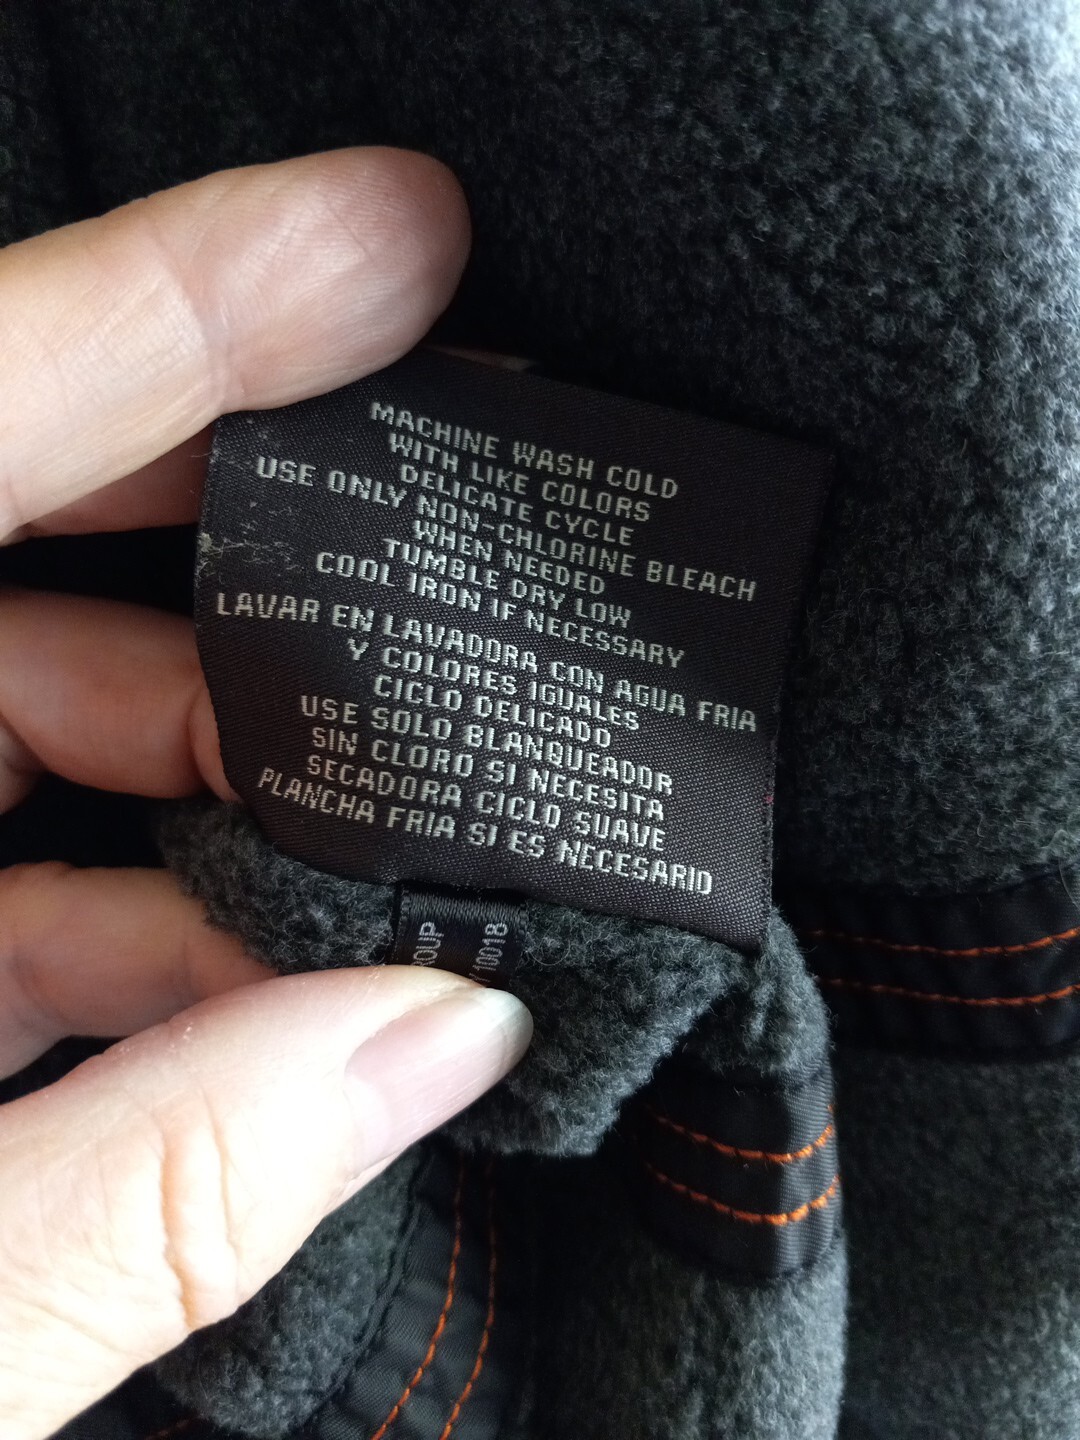 MACHINE WASH COLD
WITH LIKE COLORS
DELICATE CYCLE
USE ONLY NON-CHLORINE BLEACH
WHEN NEEDED
TUMBLE DRY LOW
COOL IRON IF NECESSARY
LAVAR EN LAVADORA CON AGUA FRIA
Y COLORES IGUALES
CICLO DELICADO
USE SOLO BLANQUEADOR
SIN CLORO SI NECESITA
SECADORA CICLO SUAVE
PLANCHA FRIA SI ES NECESARIO
10018